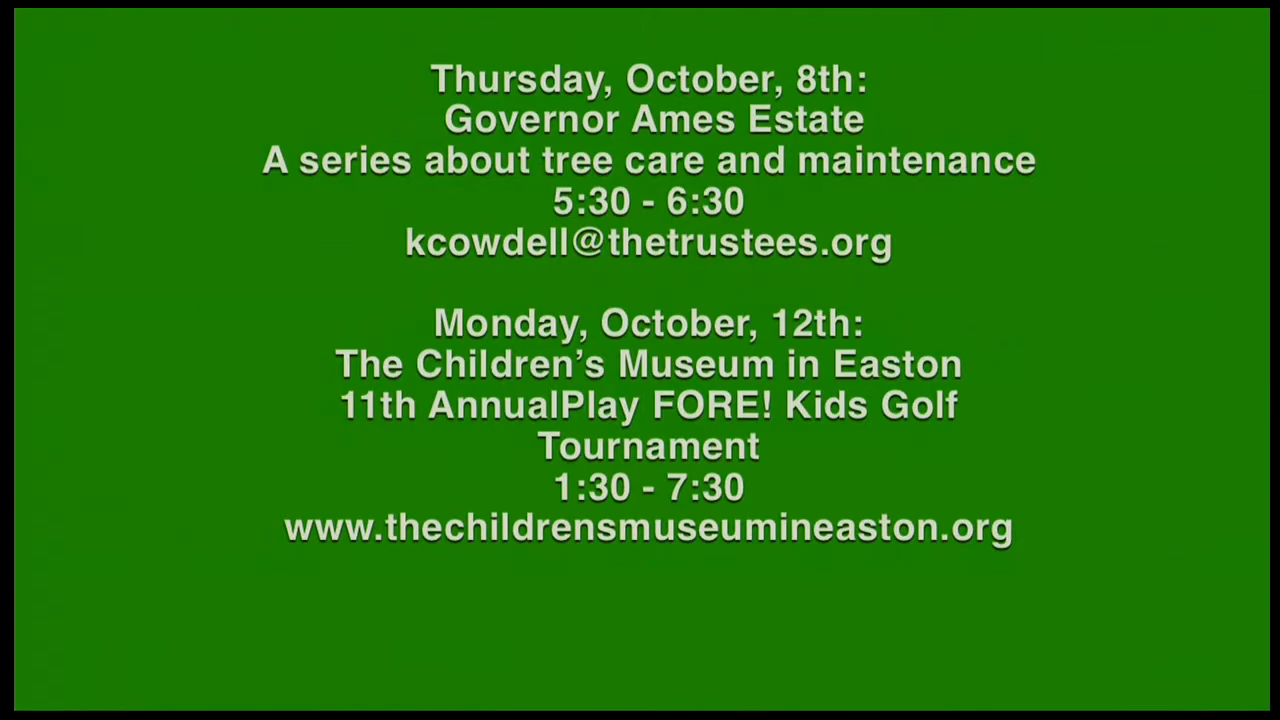 Thursday, October, 8th:
Governor Ames Estate
A series about tree care and maintenance
5:30 - 6:30
kcowdell@thetrustees.org
Monday, October, 12th:
The Children’s Museum in Easton
11th AnnualPlay FORE! Kids Golf
Tournament
1:30 - 7:30
www.thechildrensmuseumineaston.org